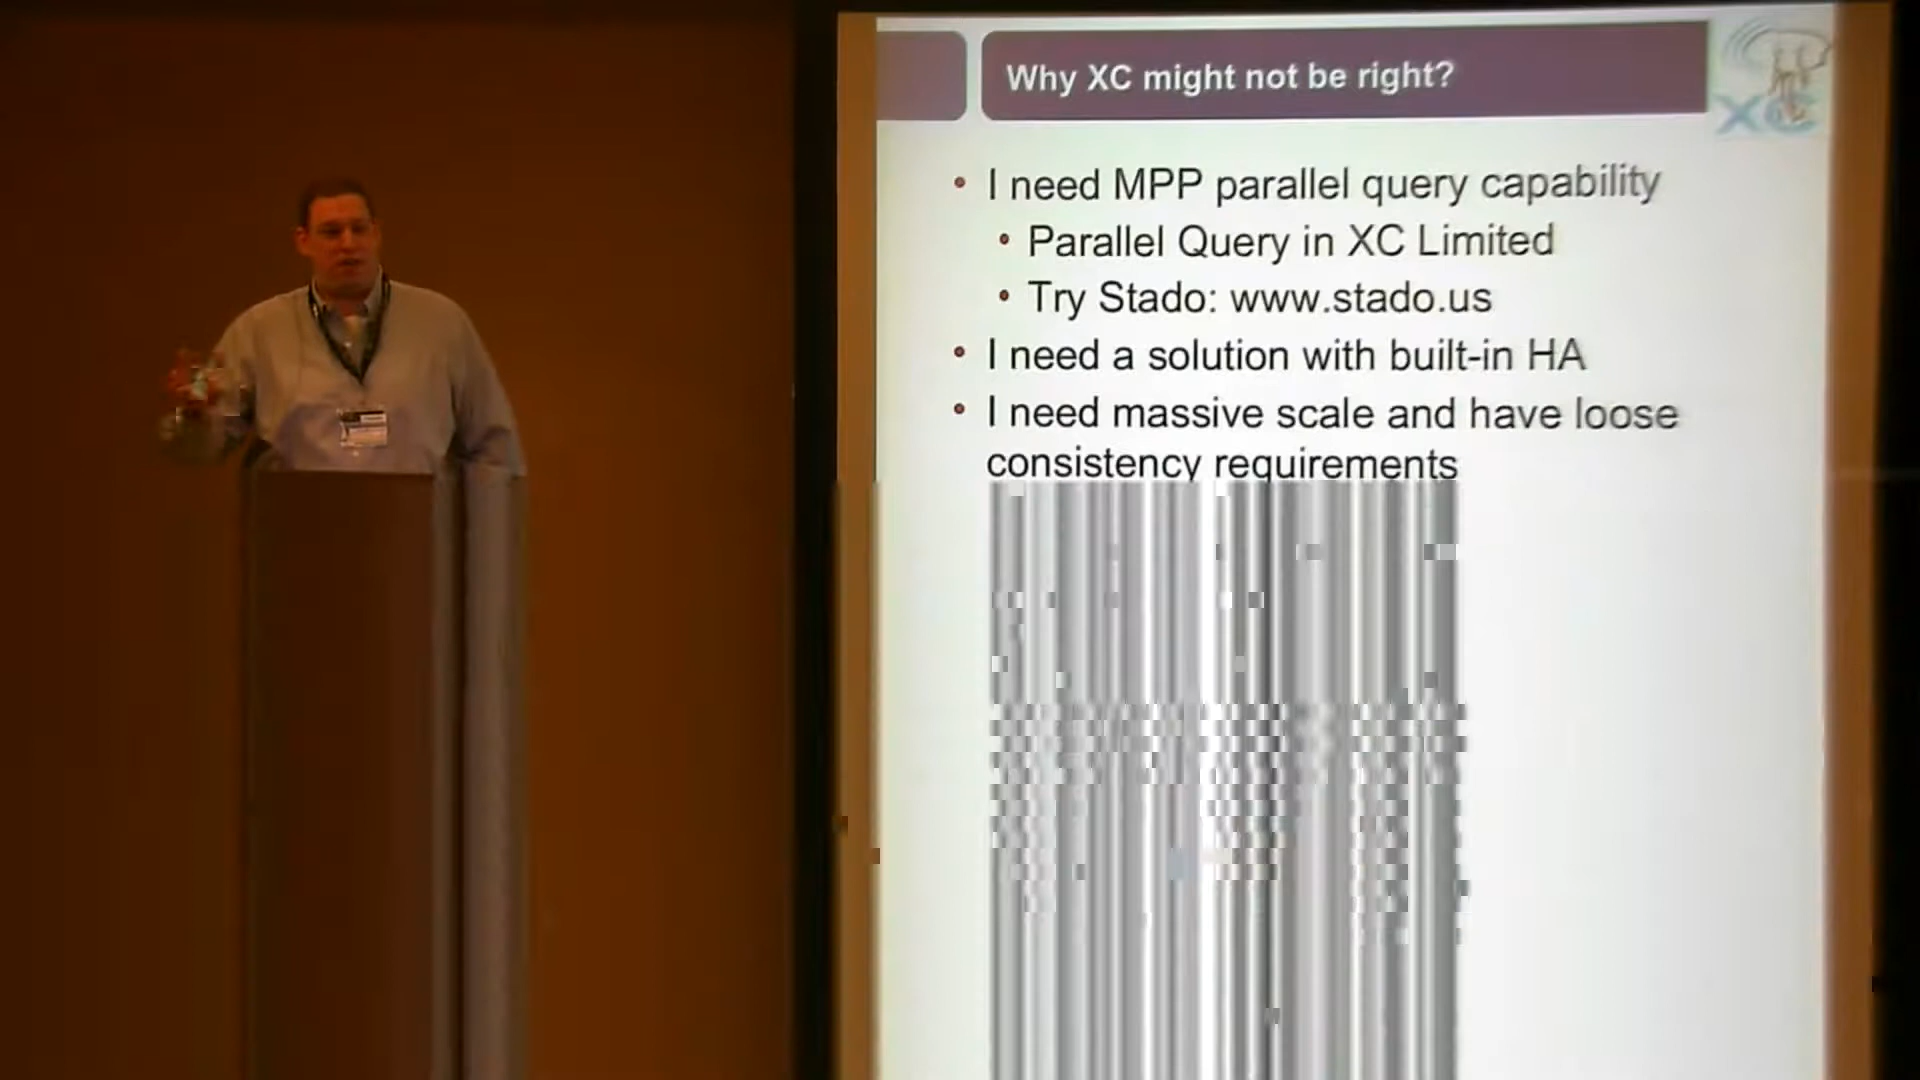 Why XC might not be right?
XC
• I need MPP parallel query capability
• Parallel Query in XC Limited
• Try Stado: www.stado.us
• I need a solution with built-in HA
• I need massive scale and have loose
consistency requirements